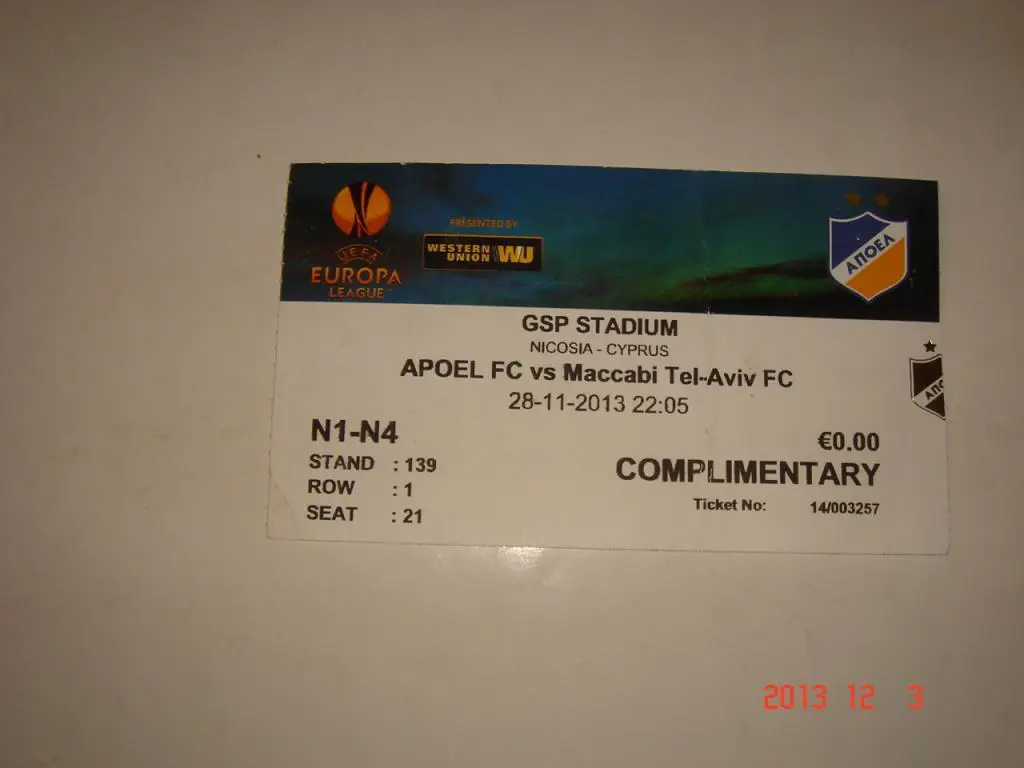 UEFA
EUROPA
LEAGUE
PRESENTED BY
WESTERN
UNION
WU
ΑΠΟΕΛ
GSP STADIUM
NICOSIA - CYPRUS
APOEL FC vs Maccabi Tel-Aviv FC
28-11-2013 22:05
N1-N4
STAND : 139
ROW : 1
SEAT : 21
€0.00
COMPLIMENTARY
Ticket No: 14/003257
2013 12 3